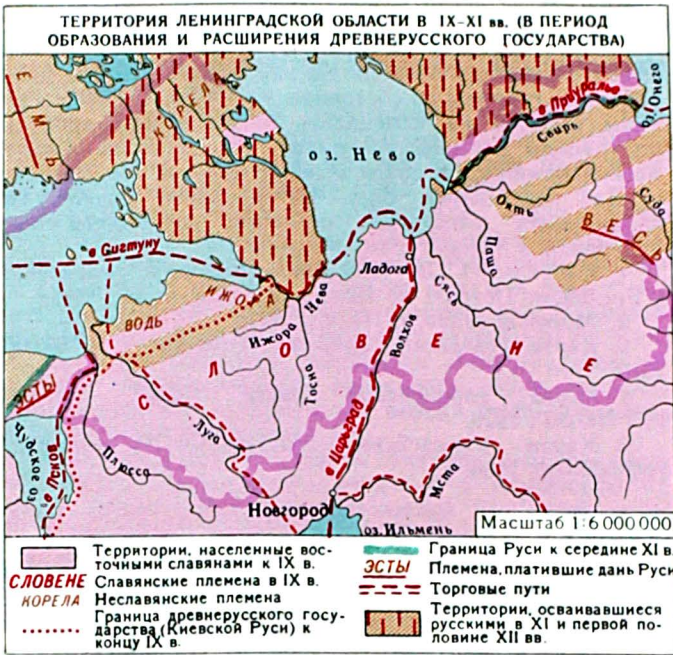 ТЕРРИТОРИЯ ЛЕНИНГРАДСКОЙ ОБЛАСТИ В IX–XI вв. (В ПЕРИОД
ОБРАЗОВАНИЯ И РАСШИРЕНИЯ ДРЕВНЕРУССКОГО ГОСУДАРСТВА)
ЕМЬ
КОРЕЛА
оз. Нево
в Приуралье
оз. Онего
Свирь
Оять
Суда
ВЕСЬ
Паша
в Сигтуну
Ладога
Сясь
ИЖОРА
Нева
ВОДЬ
Ижора
Тосна
Волхов
СЛОВЕНЕ
ЭСТЫ
Луга
Чудское оз.
в Псков
Плюсса
в Царьград
Мста
Новгород
оз. Ильмень
Масштаб 1:6 000 000
Территории, населенные вос-
точными славянами к IX в.
СЛОВЕНЕ Славянские племена в IX в.
КОРЕЛА Неславянские племена
Граница древнерусского госу-
дарства (Киевской Руси) к
концу IX в.
Граница Руси к середине XI в.
ЭСТЫ Племена, платившие дань Руси
Торговые пути
Территории, осваивавшиеся
русскими в XI и первой по-
ловине XII вв.